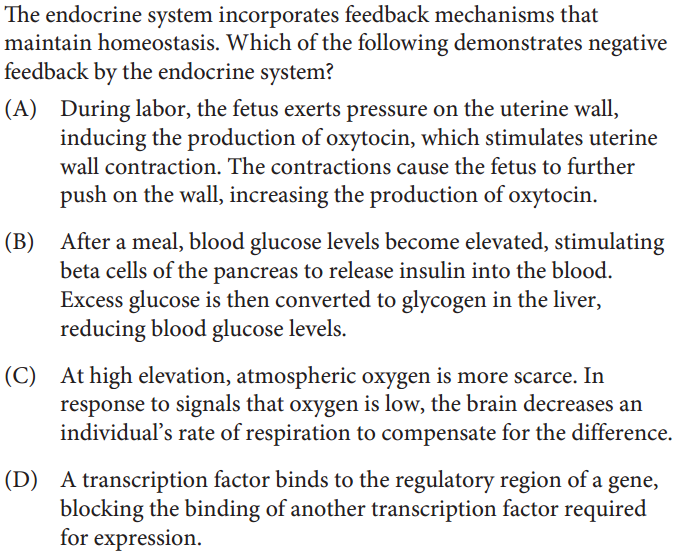 The endocrine system incorporates feedback mechanisms that
maintain homeostasis. Which of the following demonstrates negative
feedback by the endocrine system?
(A) During labor, the fetus exerts pressure on the uterine wall,
inducing the production of oxytocin, which stimulates uterine
wall contraction. The contractions cause the fetus to further
push on the wall, increasing the production of oxytocin.
(B) After a meal, blood glucose levels become elevated, stimulating
beta cells of the pancreas to release insulin into the blood.
Excess glucose is then converted to glycogen in the liver,
reducing blood glucose levels.
(C) At high elevation, atmospheric oxygen is more scarce. In
response to signals that oxygen is low, the brain decreases an
individual’s rate of respiration to compensate for the difference.
(D) A transcription factor binds to the regulatory region of a gene,
blocking the binding of another transcription factor required
for expression.